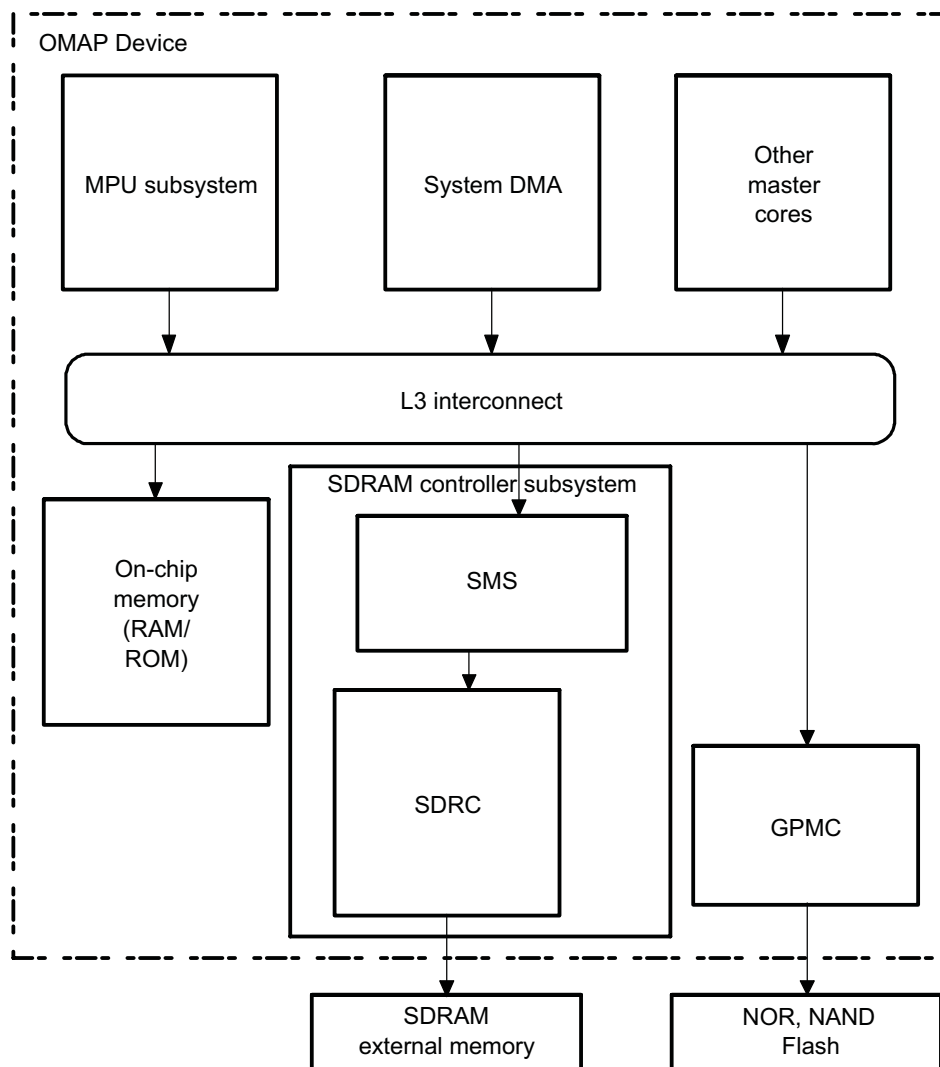 OMAP Device
MPU subsystem
System DMA
Other
master
cores
L3 interconnect
SDRAM controller subsystem
On-chip
memory
(RAM/
ROM)
SMS
SDRC
GPMC
SDRAM
external memory
NOR, NAND
Flash